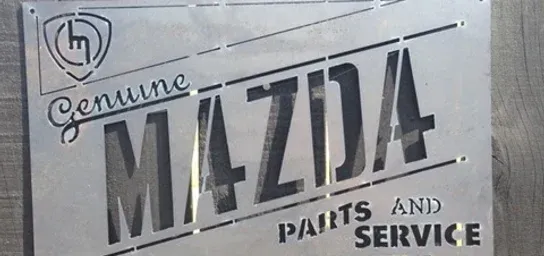 Genuine
MAZDA
PARTS AND
SERVICE